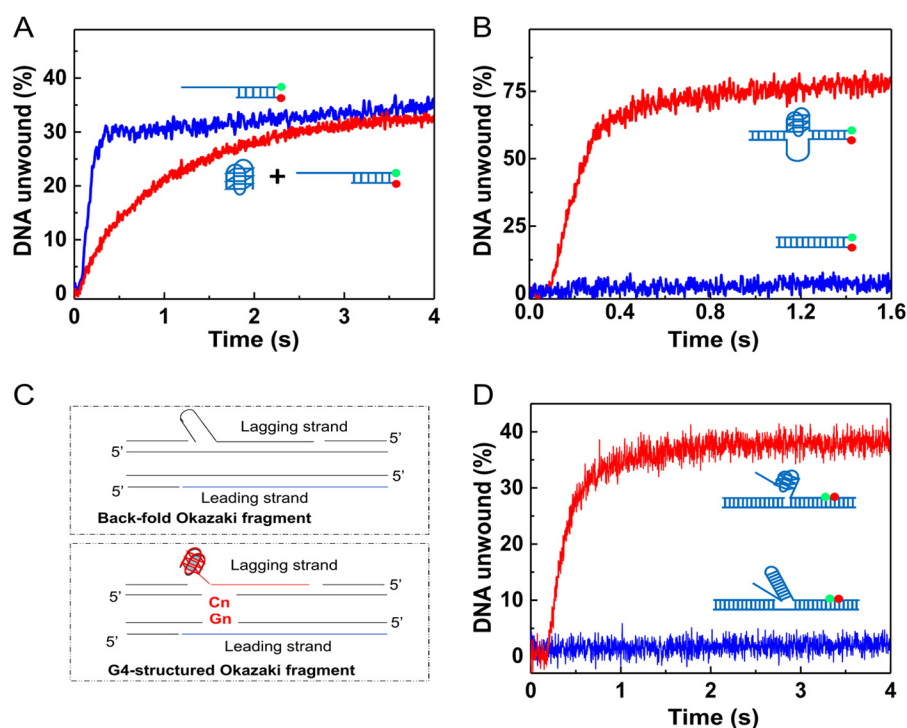 A
DNA unwound (%)
40
30
20
10
0
+
0
1
2
3
4
Time (s)
B
DNA unwound (%)
75
50
25
0
0.0
0.4
0.8
1.2
1.6
Time (s)
C
Lagging strand
5’
5’
5’
5’
Leading strand
Back-fold Okazaki fragment
Lagging strand
5’
5’
Cn
Gn
5’
5’
Leading strand
G4-structured Okazaki fragment
D
DNA unwound (%)
40
30
20
10
0
0
1
2
3
4
Time (s)